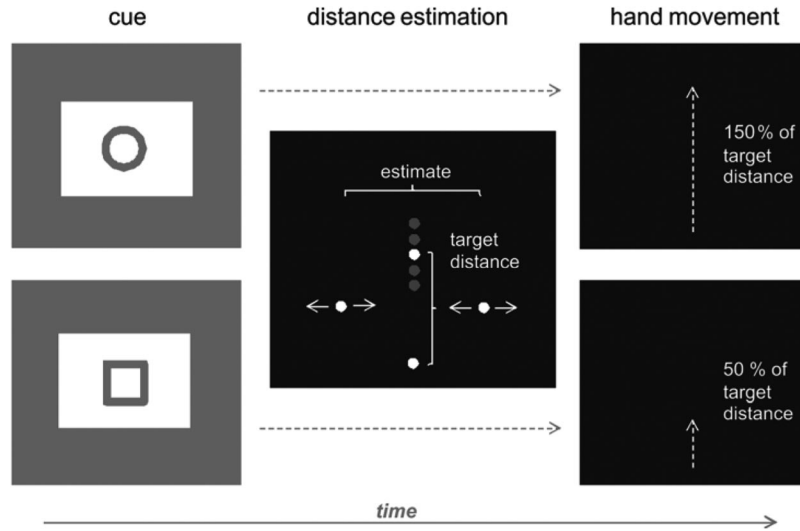 cue
distance estimation
hand movement
estimate
target
distance
150% of
target
distance
50 % of
target
distance
time